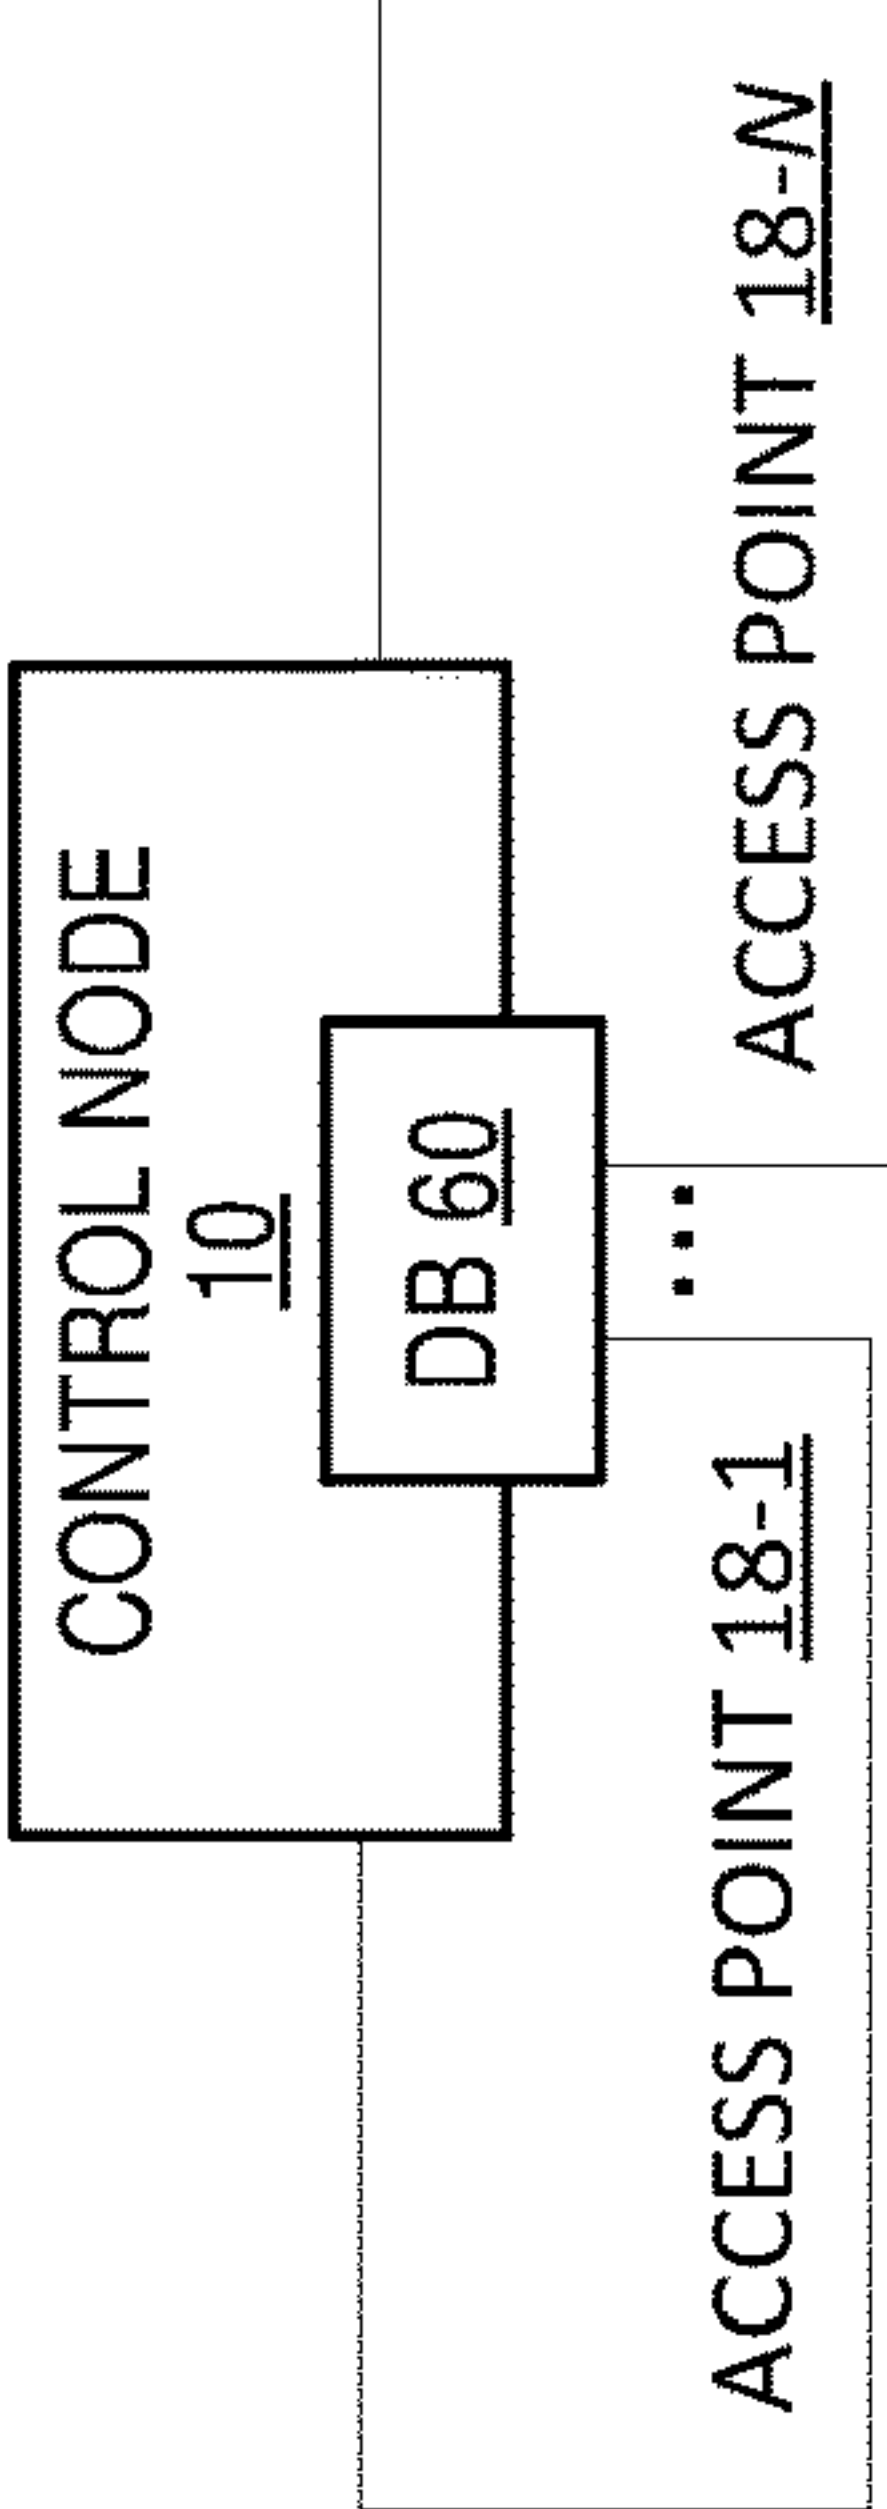 CONTROL NODE
10
DB 60
...
ACCESS POINT 18-1
ACCESS POINT 18-N